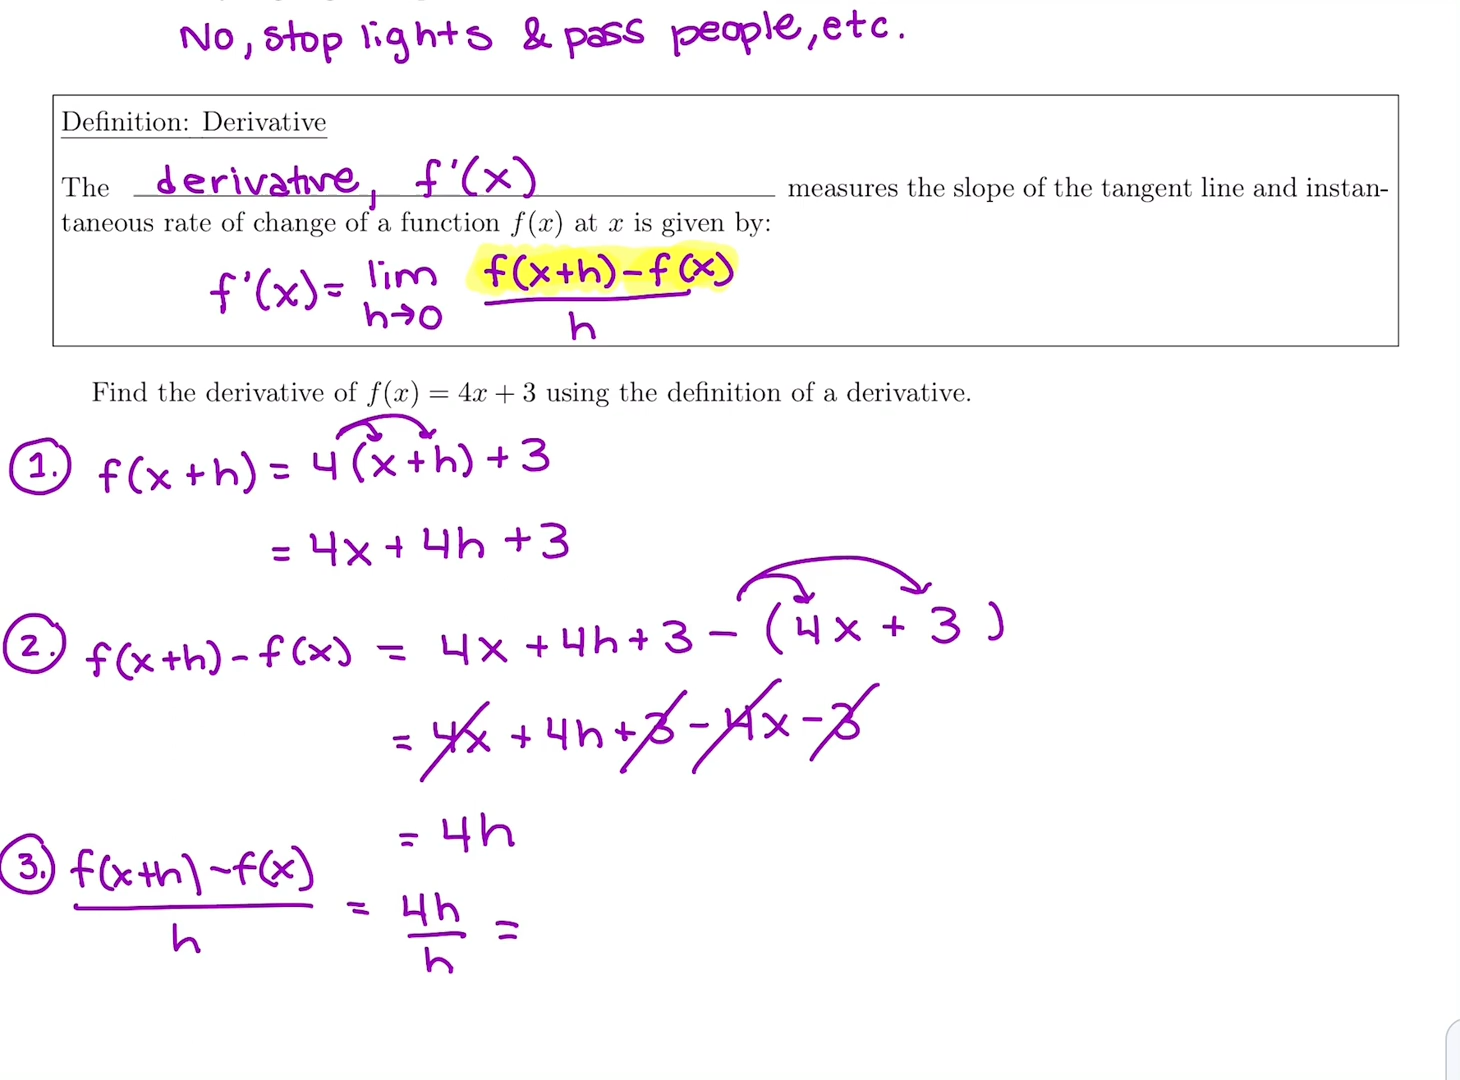 No, stop lights & pass people, etc.
Definition: Derivative
The derivative, f'(x) measures the slope of the tangent line and instan-
taneous rate of change of a function f(x) at x is given by:
f'(x) = lim h→0 f(x+h)-f(x) / h
Find the derivative of f(x) = 4x + 3 using the definition of a derivative.
1. f(x+h) = 4(x+h)+3
= 4x + 4h + 3
2. f(x+h)-f(x) = 4x + 4h + 3 - (4x + 3)
= 4x + 4h + 3 - 4x - 3
= 4h
3. f(x+h)-f(x) / h = 4h / h =